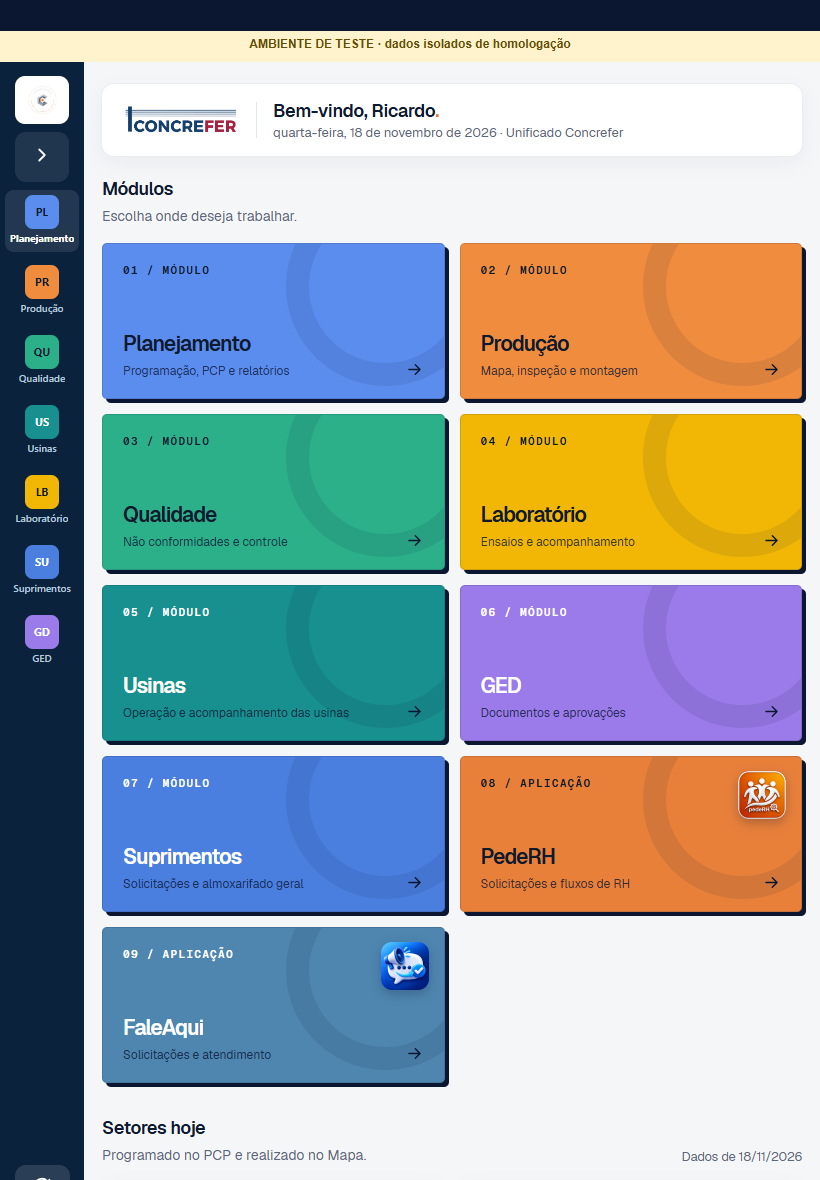 AMBIENTE DE TESTE · dados isolados de homologação
CONCREFER
Bem-vindo, Ricardo.
quarta-feira, 18 de novembro de 2026 · Unificado Concrefer
PL
Planejamento
PR
Produção
QU
Qualidade
US
Usinas
LB
Laboratório
SU
Suprimentos
GD
GED
Módulos
Escolha onde deseja trabalhar.
01 / MÓDULO
Planejamento
Programação, PCP e relatórios
02 / MÓDULO
Produção
Mapa, inspeção e montagem
03 / MÓDULO
Qualidade
Não conformidades e controle
04 / MÓDULO
Laboratório
Ensaios e acompanhamento
05 / MÓDULO
Usinas
Operação e acompanhamento das usinas
06 / MÓDULO
GED
Documentos e aprovações
07 / MÓDULO
Suprimentos
Solicitações e almoxarifado geral
08 / APLICAÇÃO
pedeRH
PedeRH
Solicitações e fluxos de RH
09 / APLICAÇÃO
FaleAqui
Solicitações e atendimento
Setores hoje
Programado no PCP e realizado no Mapa.
Dados de 18/11/2026